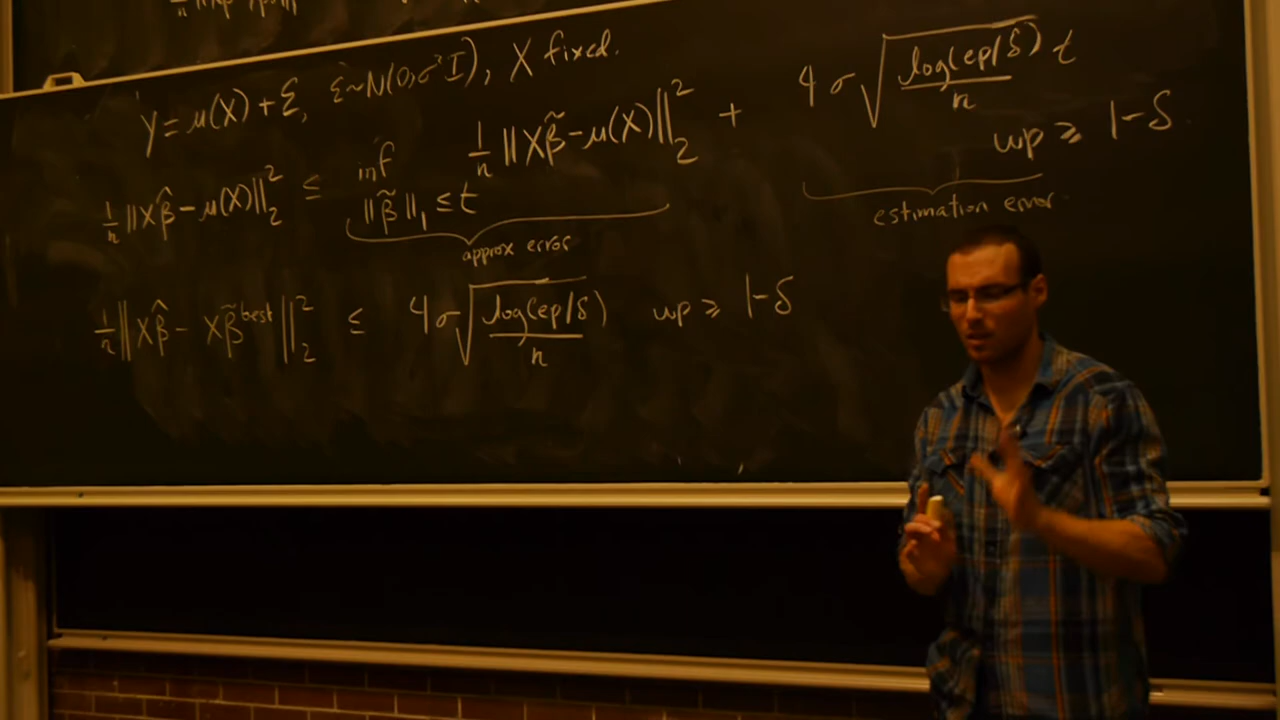 Y = μ(X) + ε, ε ~ N(0, σ² I), X fixed.
1/n ‖Xβ̂ - μ(X)‖₂² ≤ inf ‖β̃‖₁ ≤ t 1/n ‖Xβ̃ - μ(X)‖₂² + 4σ √(log(ep/δ)/n) t
wp ≥ 1-δ
approx error
estimation error
1/n ‖Xβ̂ - Xβ̃ᵇᵉˢᵗ‖₂² ≤ 4σ √(log(ep/δ)/n) wp ≥ 1-δ